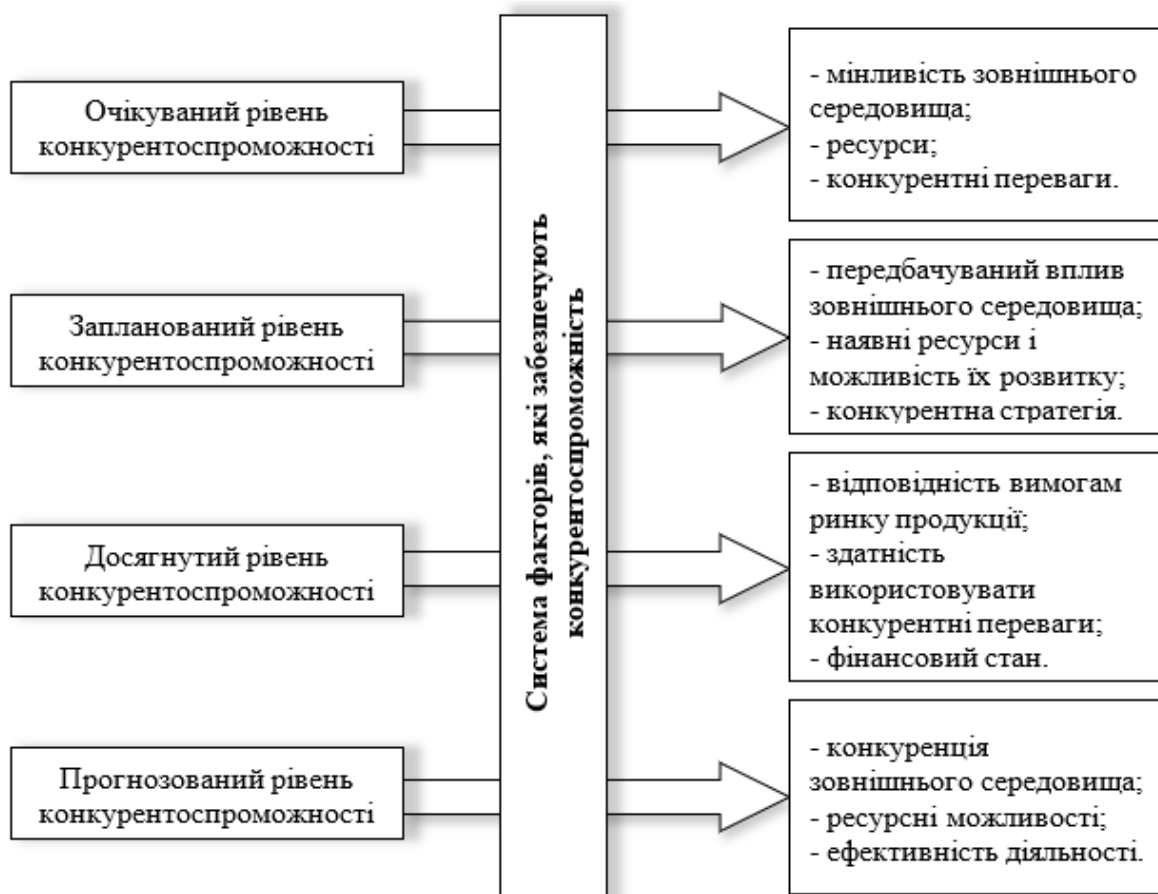 Очікуваний рівень
конкурентоспроможності
- мінливість зовнішнього
середовища;
- ресурси;
- конкурентні переваги.
Запланований рівень
конкурентоспроможності
- передбачуваний вплив
зовнішнього середовища;
- наявні ресурси і
можливість їх розвитку;
- конкурентна стратегія.
Система факторів, які забезпечують
конкурентоспроможність
Досягнутий рівень
конкурентоспроможності
- відповідність вимогам
ринку продукції;
- здатність
використовувати
конкурентні переваги;
- фінансовий стан.
Прогнозований рівень
конкурентоспроможності
- конкуренція
зовнішнього середовища;
- ресурсні можливості;
- ефективність діяльності.